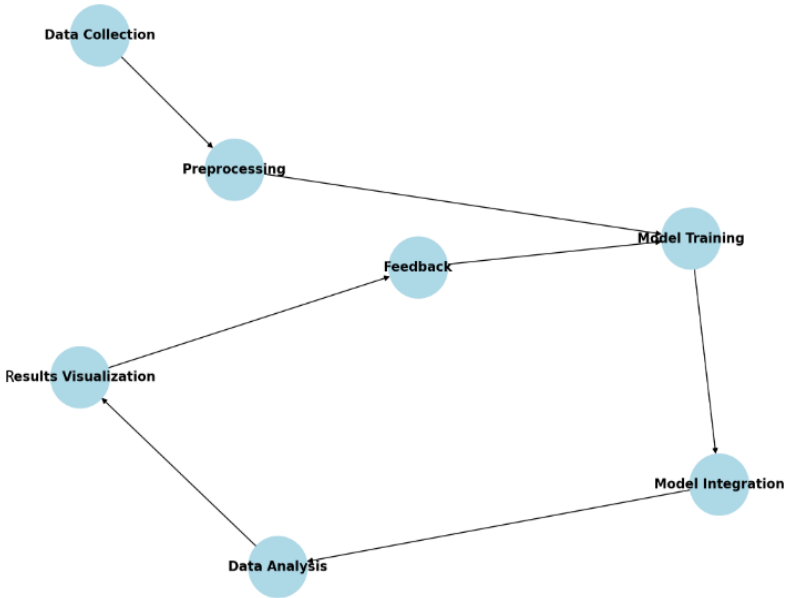 Data Collection
Preprocessing
Model Training
Feedback
Results Visualization
Model Integration
Data Analysis